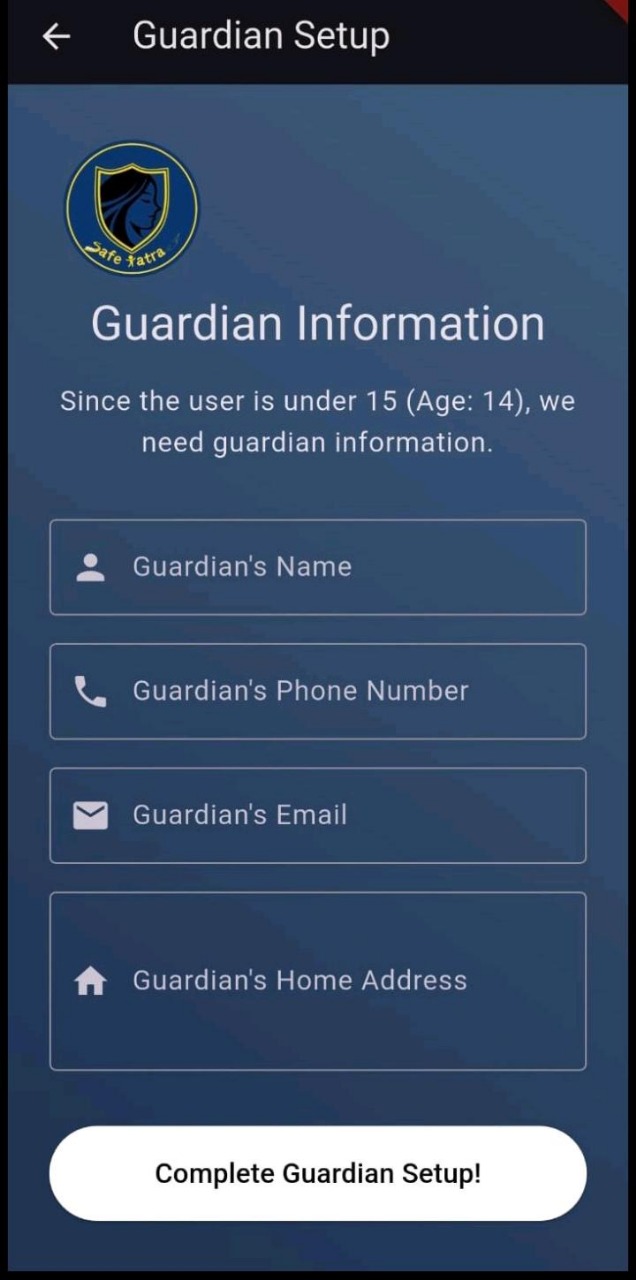 Guardian Setup
Safe Yatra
Guardian Information
Since the user is under 15 (Age: 14), we
need guardian information.
Guardian's Name
Guardian's Phone Number
Guardian's Email
Guardian's Home Address
Complete Guardian Setup!